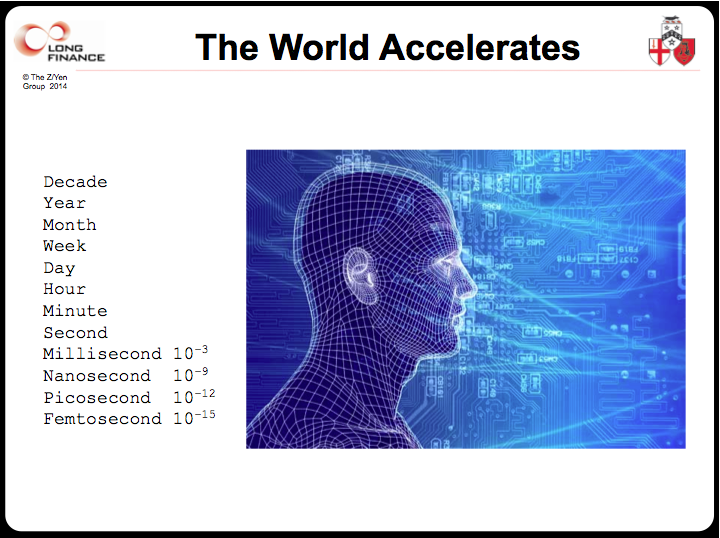 LONG
FINANCE
The World Accelerates
© The Z/Yen
Group 2014
Decade
Year
Month
Week
Day
Hour
Minute
Second
Millisecond 10⁻³
Nanosecond 10⁻⁹
Picosecond 10⁻¹²
Femtosecond 10⁻¹⁵